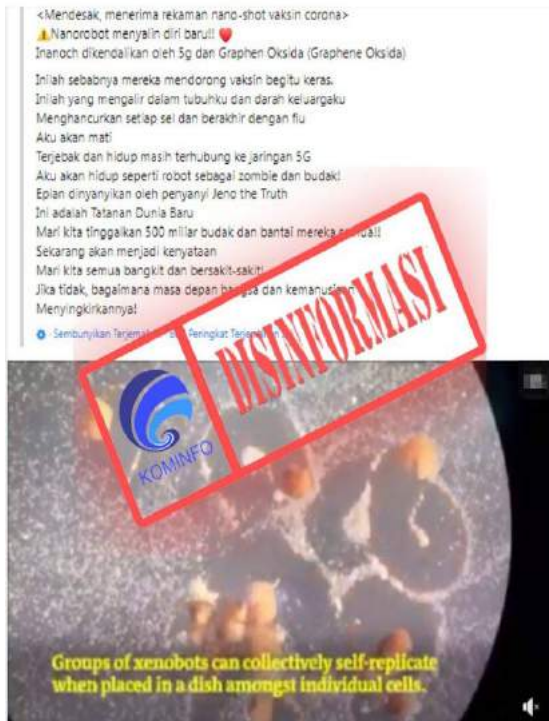 <Mendesak, menerima rekaman nano-shot vaksin corona>
⚠Nanorobot menyalin diri baru!! ❤
Inanoch dikendalikan oleh 5g dan Graphen Oksida (Graphene Oksida)
Inilah sebabnya mereka mendorong vaksin begitu keras.
Inilah yang mengalir dalam tubuhku dan darah keluargaku
Menghancurkan setiap sel dan berakhir dengan flu
Aku akan mati
Terjebak dan hidup masih terhubung ke jaringan 5G
Aku akan hidup seperti robot sebagai zombie dan budak!
Epian dinyanyikan oleh penyanyi Jeno the Truth
Ini adalah Tatanan Dunia Baru
Mari kita tinggalkan 500 miliar budak dan bantai mereka
Sekarang akan menjadi kenyataan
Mari kita semua bangkit dan bersakit-sakit!
Jika tidak, bagaimana masa depan bangsa dan kemanusiaan
Menyingkirkannya!
Sembunyikan Peringkat
KOMINFO
DISINFORMASI
Groups of xenobots can collectively self-replicate
when placed in a dish amongst individual cells.